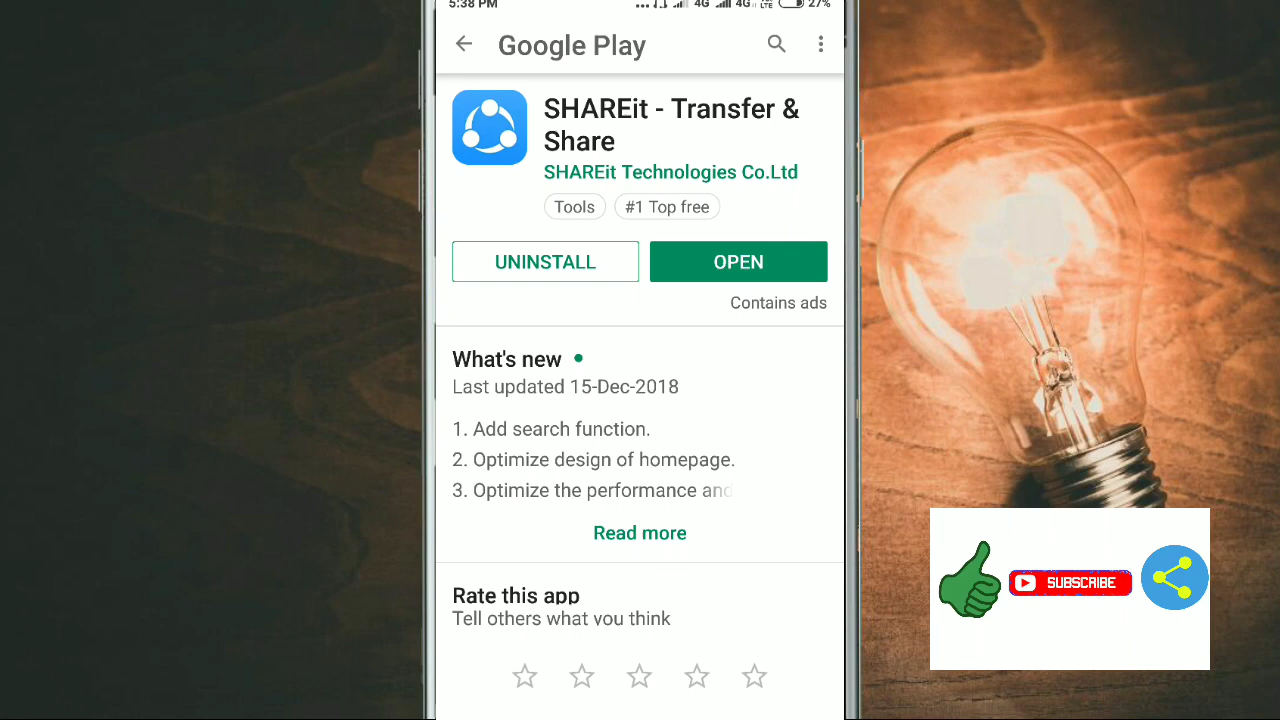 5:38 PM
4G 4G LTE 27%
Google Play
SHAREit - Transfer &
Share
SHAREit Technologies Co.Ltd
Tools #1 Top free
UNINSTALL OPEN
Contains ads
What's new
Last updated 15-Dec-2018
1. Add search function.
2. Optimize design of homepage.
3. Optimize the performance and
Read more
Rate this app
Tell others what you think
SUBSCRIBE